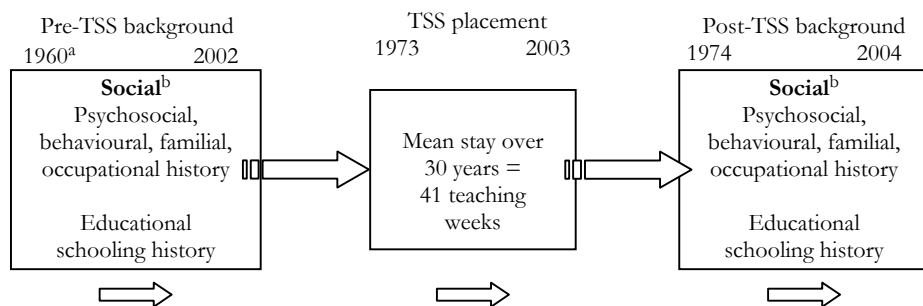 Pre-TSS background
1960ᵃ 2002
Socialᵇ
Psychosocial,
behavioural, familial,
occupational history
Educational
schooling history
TSS placement
1973 2003
Mean stay over
30 years =
41 teaching
weeks
Post-TSS background
1974 2004
Socialᵇ
Psychosocial,
behavioural, familial,
occupational history
Educational
schooling history